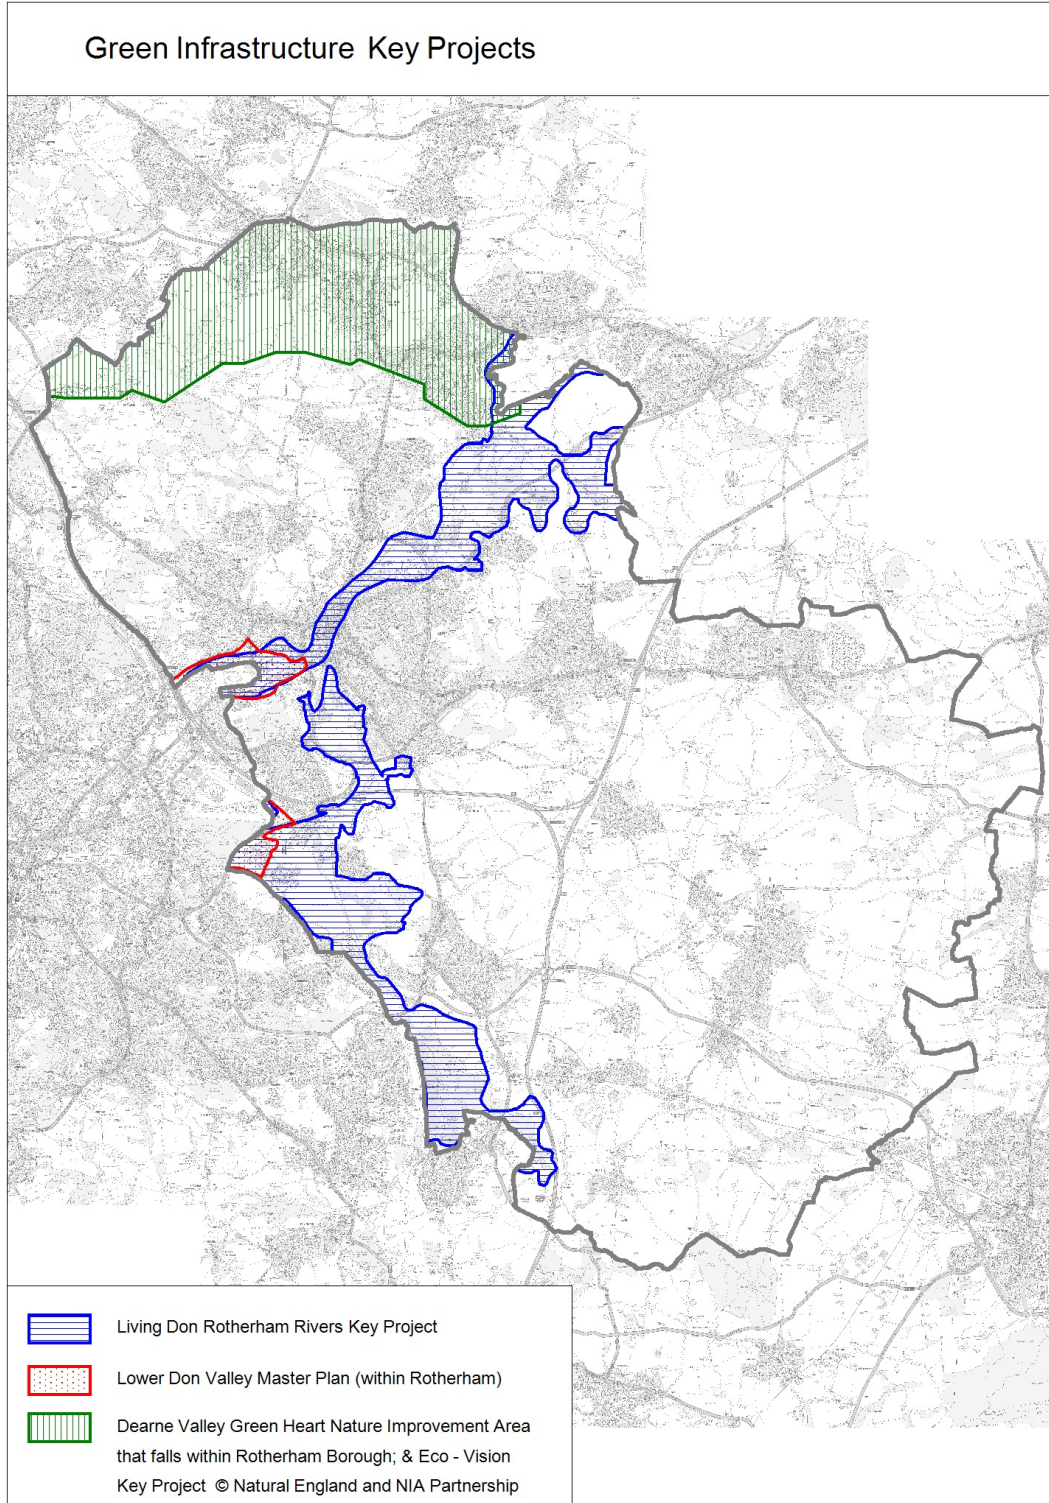 Green Infrastructure Key Projects
Living Don Rotherham Rivers Key Project
Lower Don Valley Master Plan (within Rotherham)
Dearne Valley Green Heart Nature Improvement Area
that falls within Rotherham Borough; & Eco - Vision
Key Project © Natural England and NIA Partnership